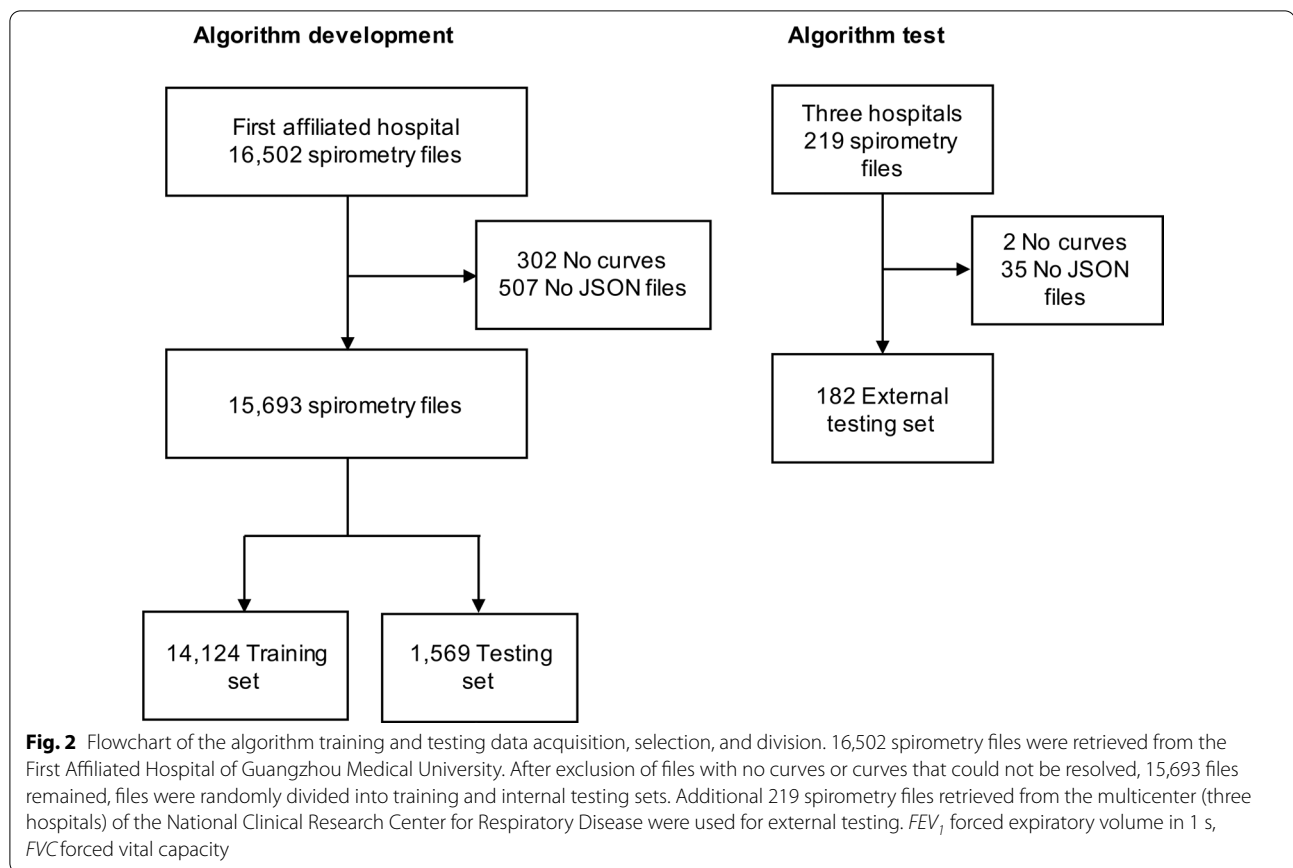 Algorithm development
First affiliated hospital
16,502 spirometry files
302 No curves
507 No JSON files
15,693 spirometry files
14,124 Training
set
1,569 Testing
set
Algorithm test
Three hospitals
219 spirometry
files
2 No curves
35 No JSON
files
182 External
testing set
Fig. 2 Flowchart of the algorithm training and testing data acquisition, selection, and division. 16,502 spirometry files were retrieved from the
First Affiliated Hospital of Guangzhou Medical University. After exclusion of files with no curves or curves that could not be resolved, 15,693 files
remained, files were randomly divided into training and internal testing sets. Additional 219 spirometry files retrieved from the multicenter (three
hospitals) of the National Clinical Research Center for Respiratory Disease were used for external testing. FEV1 forced expiratory volume in 1 s,
FVC forced vital capacity